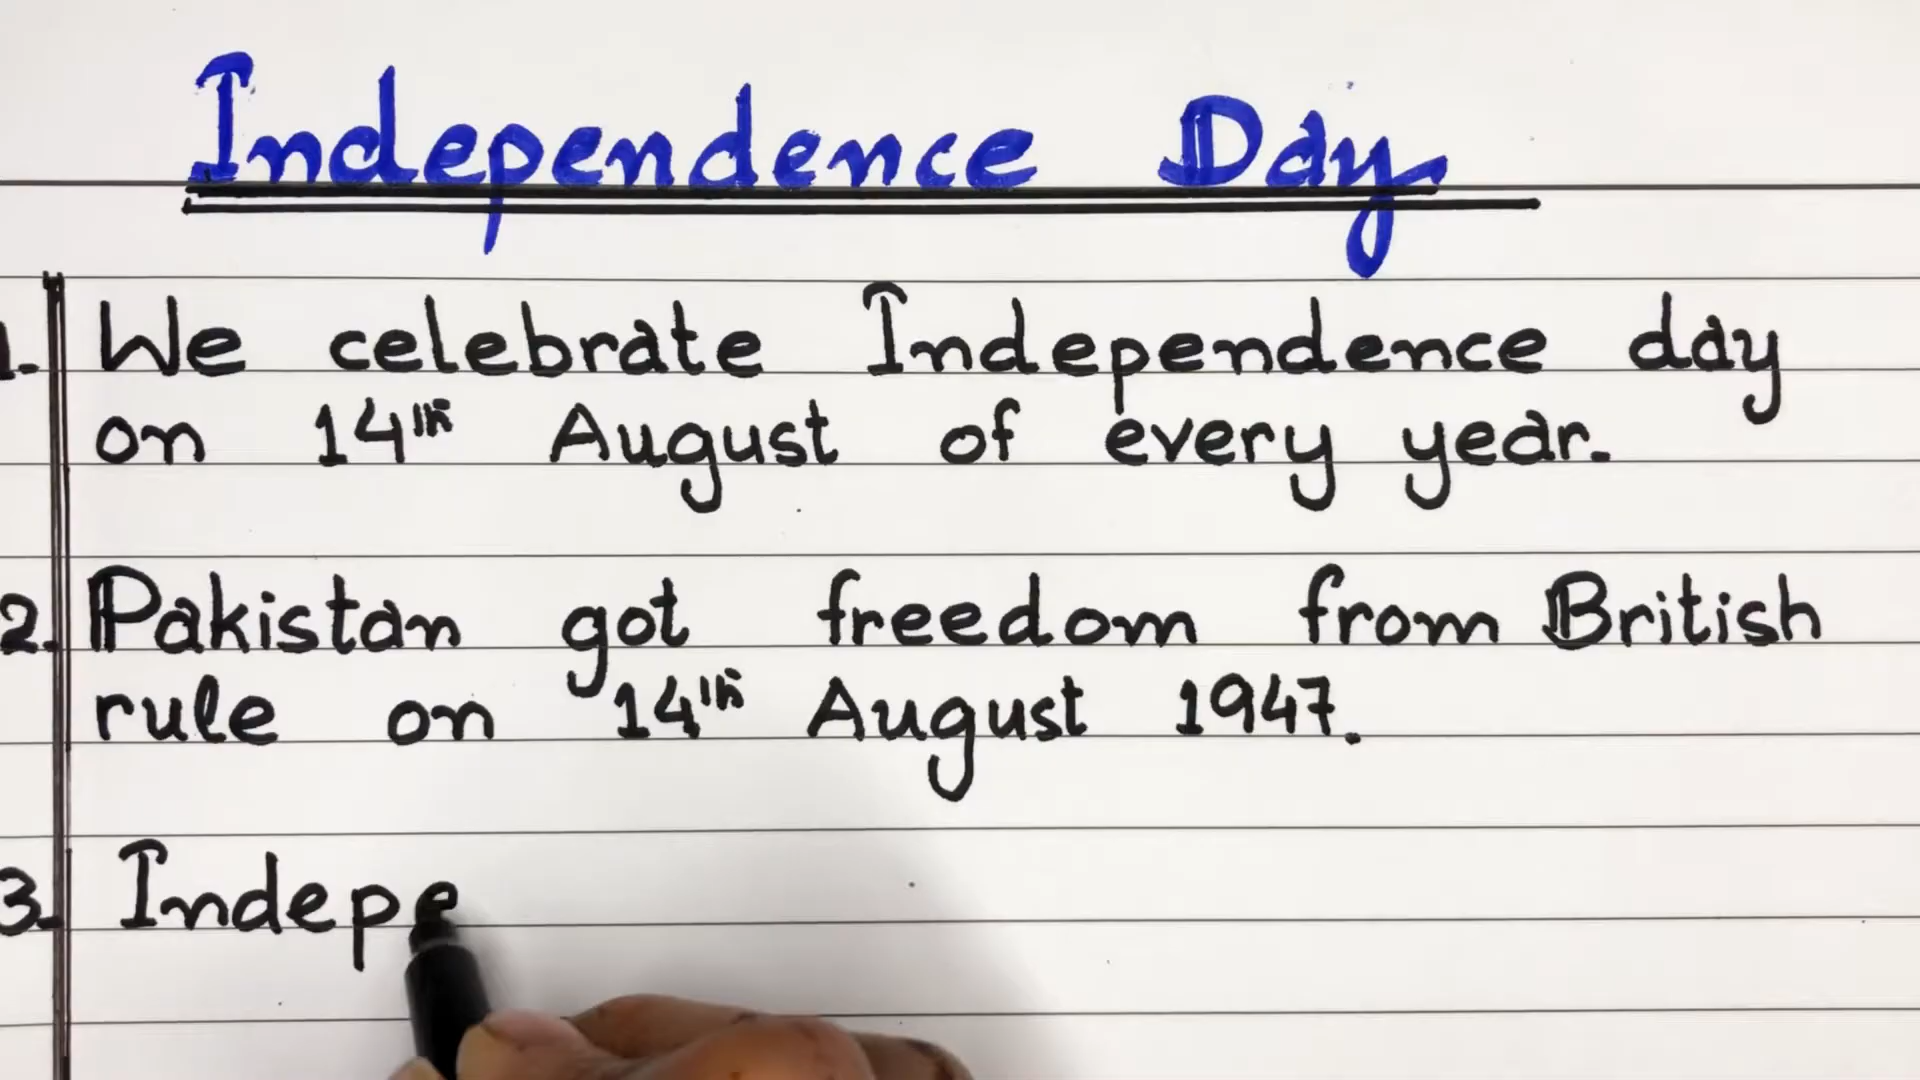 Independence Day
1. We celebrate Independence day
on 14th August of every year.
2. Pakistan got freedom from British
rule on 14th August 1947.
3. Indepe